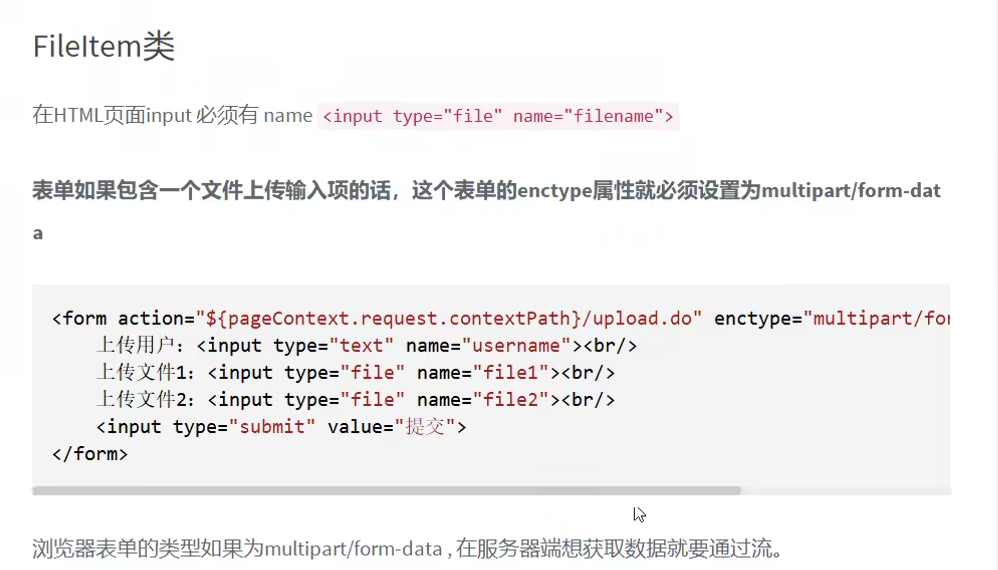 FileItem类
在HTML页面input 必须有 name <input type="file" name="filename">
表单如果包含一个文件上传输入项的话，这个表单的enctype属性就必须设置为multipart/form-dat
a
<form action="${pageContext.request.contextPath}/upload.do" enctype="multipart/for
上传用户：<input type="text" name="username"><br/>
上传文件1：<input type="file" name="file1"><br/>
上传文件2：<input type="file" name="file2"><br/>
<input type="submit" value="提交">
</form>
浏览器表单的类型如果为multipart/form-data , 在服务器端想获取数据就要通过流。